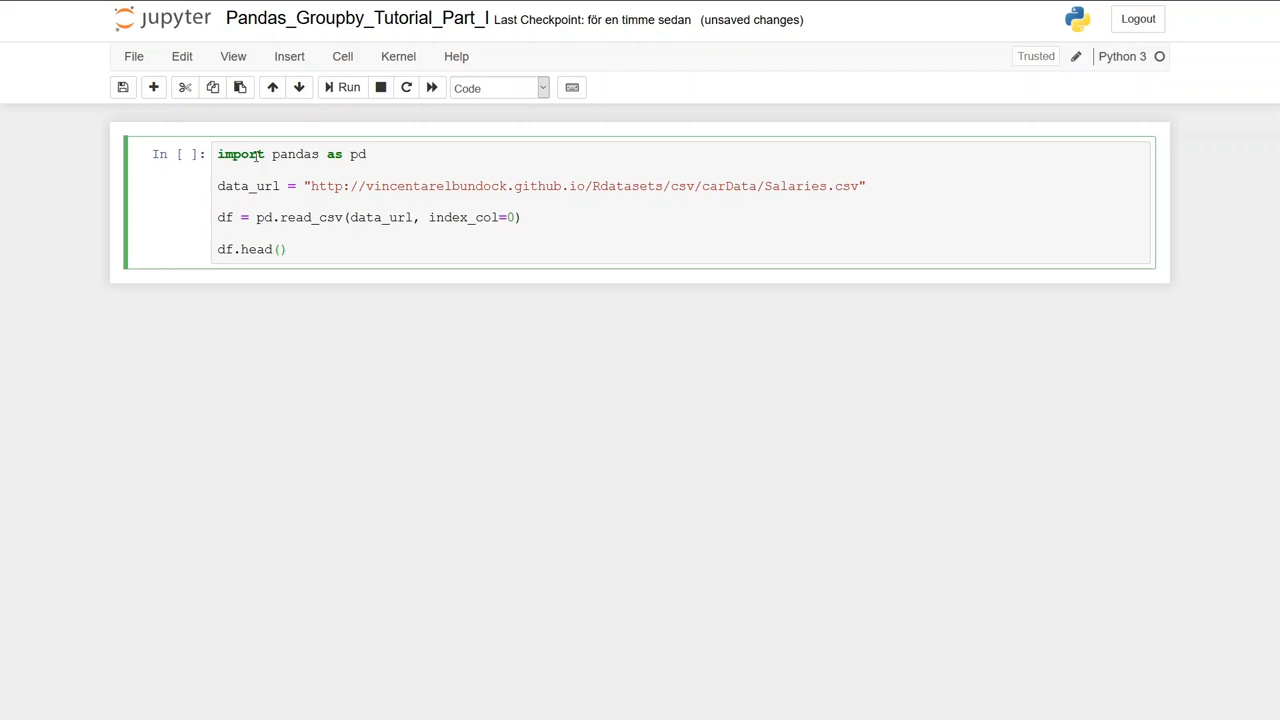 jupyter Pandas_Groupby_Tutorial_Part_I Last Checkpoint: för en timme sedan (unsaved changes) Logout
File Edit View Insert Cell Kernel Help Trusted Python 3
Run Code
In [ ]: import pandas as pd
data_url = "http://vincentarelbundock.github.io/Rdatasets/csv/carData/Salaries.csv"
df = pd.read_csv(data_url, index_col=0)
df.head()